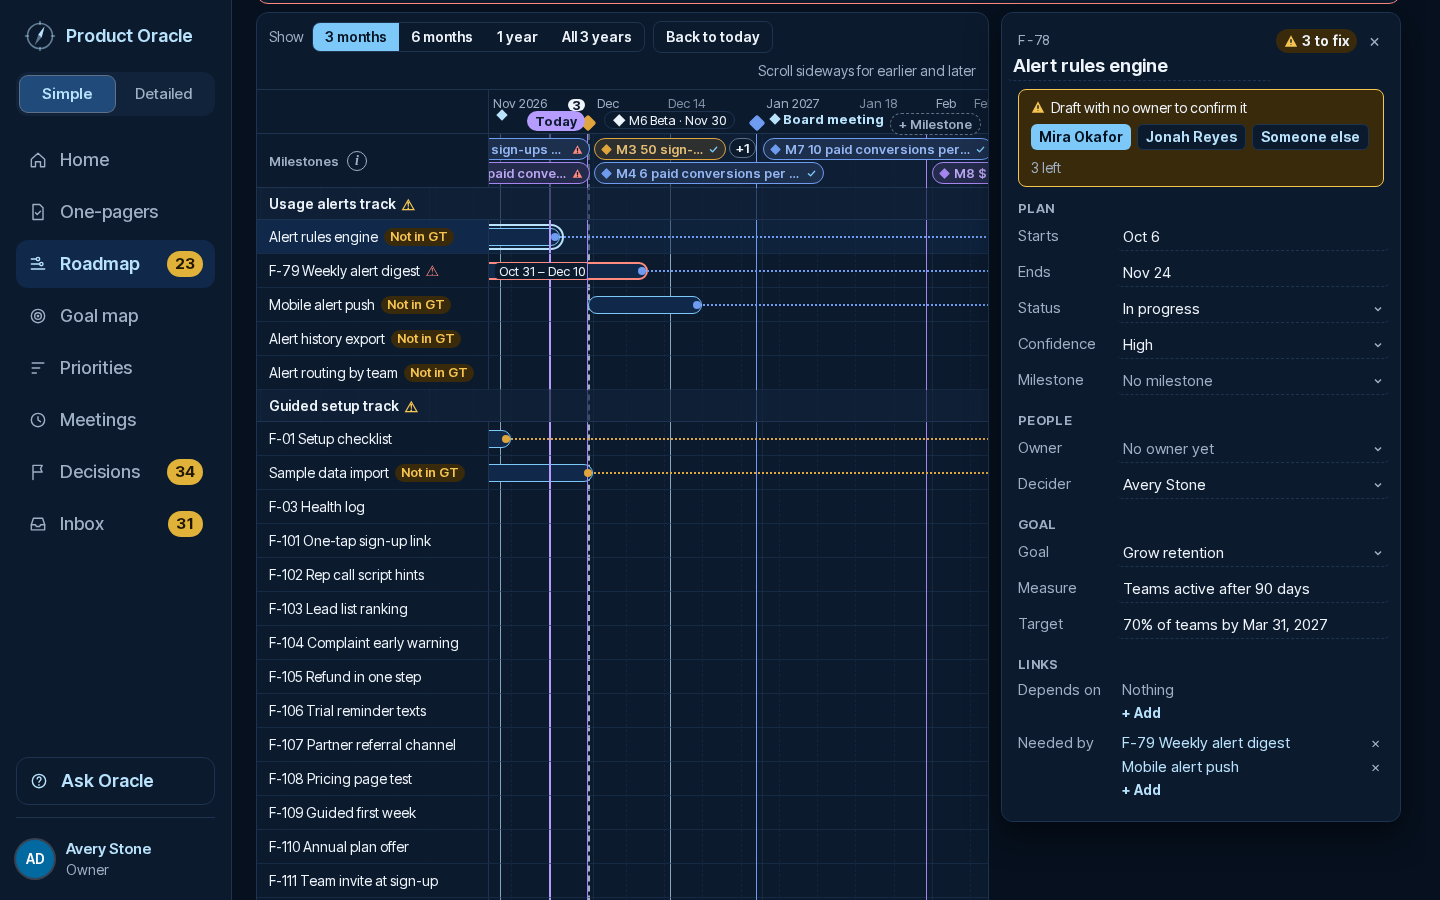 Product Oracle
Simple
Detailed
Home
One-pagers
Roadmap 23
Goal map
Priorities
Meetings
Decisions 34
Inbox 31
Ask Oracle
AD
Avery Stone
Owner
Show 3 months 6 months 1 year All 3 years Back to today
Scroll sideways for earlier and later
Nov 2026 3 Dec Dec 14 Jan 2027 Jan 18 Feb Fe
Today M6 Beta · Nov 30 Board meeting + Milestone
Milestones i
sign-ups ... M3 50 sign-... +1 M7 10 paid conversions per...
paid conve... M4 6 paid conversions per ... M8 $
Usage alerts track
Alert rules engine Not in GT
F-79 Weekly alert digest Oct 31 – Dec 10
Mobile alert push Not in GT
Alert history export Not in GT
Alert routing by team Not in GT
Guided setup track
F-01 Setup checklist
Sample data import Not in GT
F-03 Health log
F-101 One-tap sign-up link
F-102 Rep call script hints
F-103 Lead list ranking
F-104 Complaint early warning
F-105 Refund in one step
F-106 Trial reminder texts
F-107 Partner referral channel
F-108 Pricing page test
F-109 Guided first week
F-110 Annual plan offer
F-111 Team invite at sign-up
F-78 3 to fix ×
Alert rules engine
Draft with no owner to confirm it
Mira Okafor Jonah Reyes Someone else
3 left
PLAN
Starts Oct 6
Ends Nov 24
Status In progress
Confidence High
Milestone No milestone
PEOPLE
Owner No owner yet
Decider Avery Stone
GOAL
Goal Grow retention
Measure Teams active after 90 days
Target 70% of teams by Mar 31, 2027
LINKS
Depends on Nothing
+ Add
Needed by F-79 Weekly alert digest ×
Mobile alert push ×
+ Add